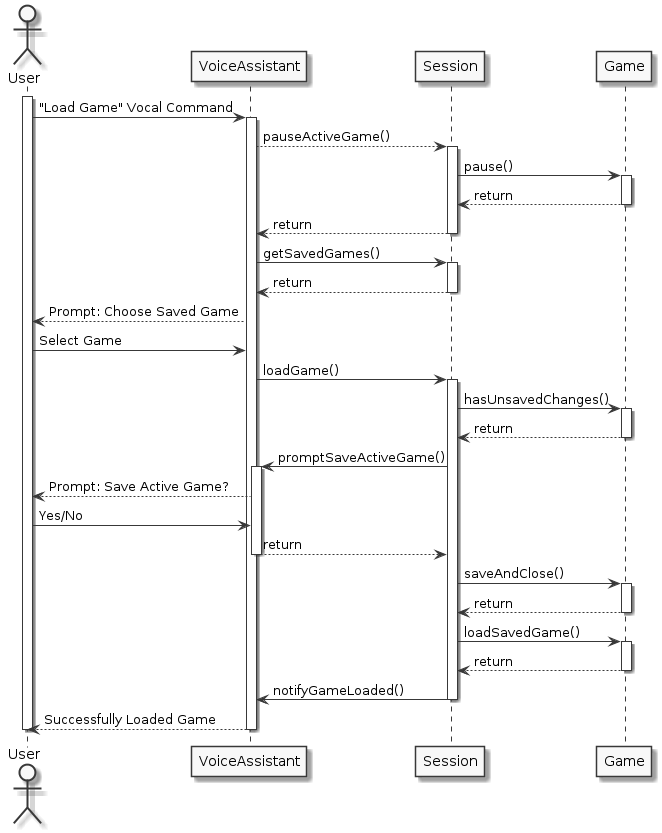 User
VoiceAssistant
Session
Game
"Load Game" Vocal Command
pauseActiveGame()
pause()
return
return
getSavedGames()
return
Prompt: Choose Saved Game
Select Game
loadGame()
hasUnsavedChanges()
return
promptSaveActiveGame()
Prompt: Save Active Game?
Yes/No
return
saveAndClose()
return
loadSavedGame()
return
notifyGameLoaded()
Successfully Loaded Game
User
VoiceAssistant
Session
Game